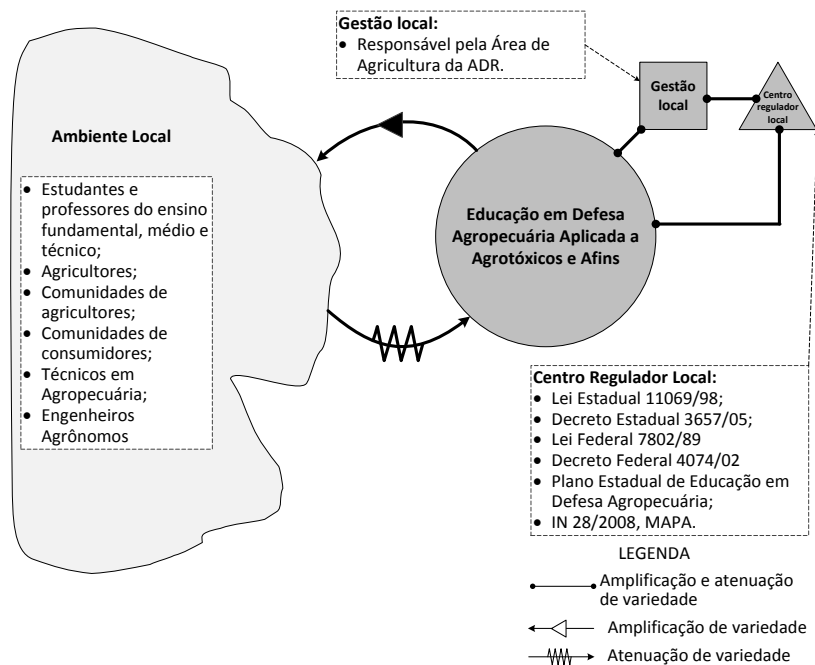 Gestão local:
• Responsável pela Área de
Agricultura da ADR.
Gestão
local
Centro
regulador
local
Ambiente Local
• Estudantes e
professores do ensino
fundamental, médio e
técnico;
• Agricultores;
• Comunidades de
agricultores;
• Comunidades de
consumidores;
• Técnicos em
Agropecuária;
• Engenheiros
Agrônomos
Educação em Defesa
Agropecuária Aplicada a
Agrotóxicos e Afins
Centro Regulador Local:
• Lei Estadual 11069/98;
• Decreto Estadual 3657/05;
• Lei Federal 7802/89
• Decreto Federal 4074/02
• Plano Estadual de Educação em
Defesa Agropecuária;
• IN 28/2008, MAPA.
LEGENDA
Amplificação e atenuação
de variedade
Amplificação de variedade
Atenuação de variedade